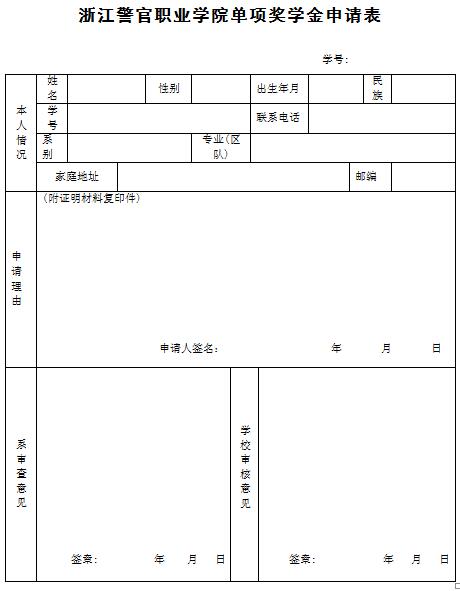 浙江警官职业学院单项奖学金申请表
学号:
本人情况
姓名
性别
出生年月
民族
学号
联系电话
系别
专业(区队)
家庭地址
邮编
申请理由
(附证明材料复印件)
申请人签名: 年 月 日
系审查意见
签章: 年 月 日
学校审核意见
签章: 年 月 日